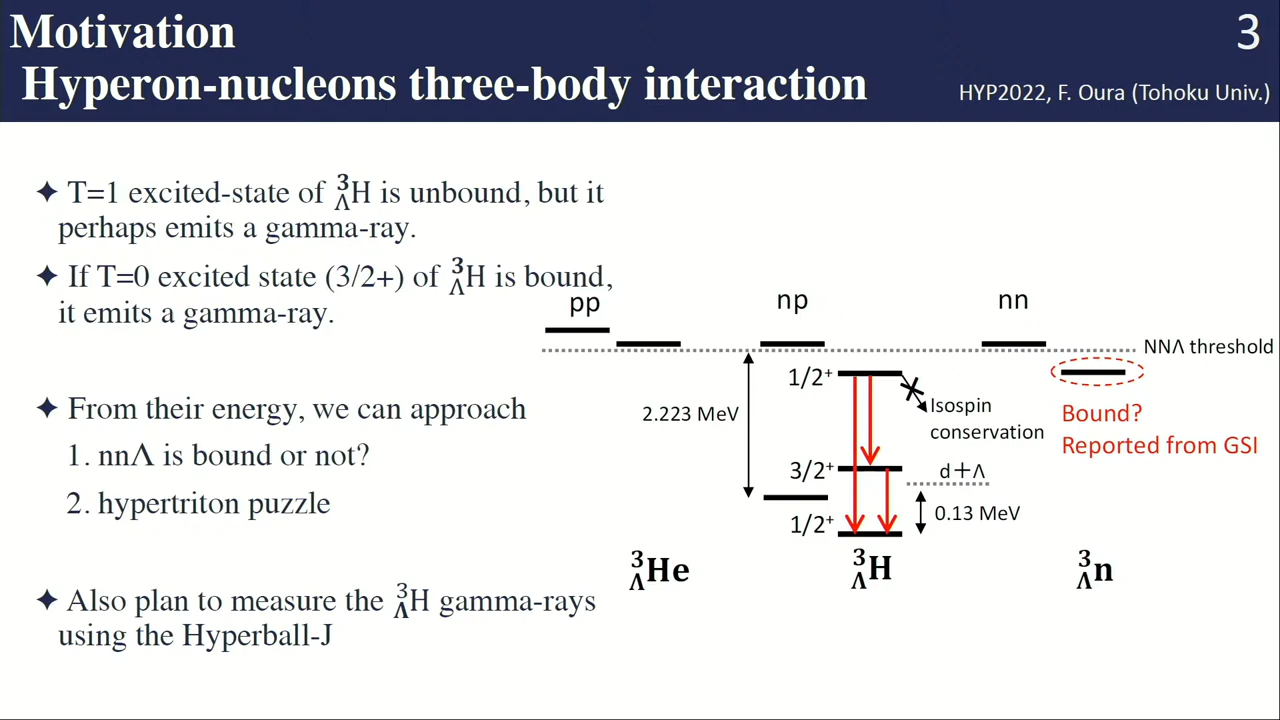 Motivation
3
Hyperon-nucleons three-body interaction
HYP2022, F. Oura (Tohoku Univ.)
✦ T=1 excited-state of ³ΛH is unbound, but it
perhaps emits a gamma-ray.
✦ If T=0 excited state (3/2+) of ³ΛH is bound,
it emits a gamma-ray.
✦ From their energy, we can approach
1. nnΛ is bound or not?
2. hypertriton puzzle
✦ Also plan to measure the ³ΛH gamma-rays
using the Hyperball-J
pp
np
nn
NNΛ threshold
1/2⁺
2.223 MeV
Isospin
conservation
Bound?
Reported from GSI
3/2⁺
d+Λ
0.13 MeV
1/2⁺
³ΛHe
³ΛH
³Λn